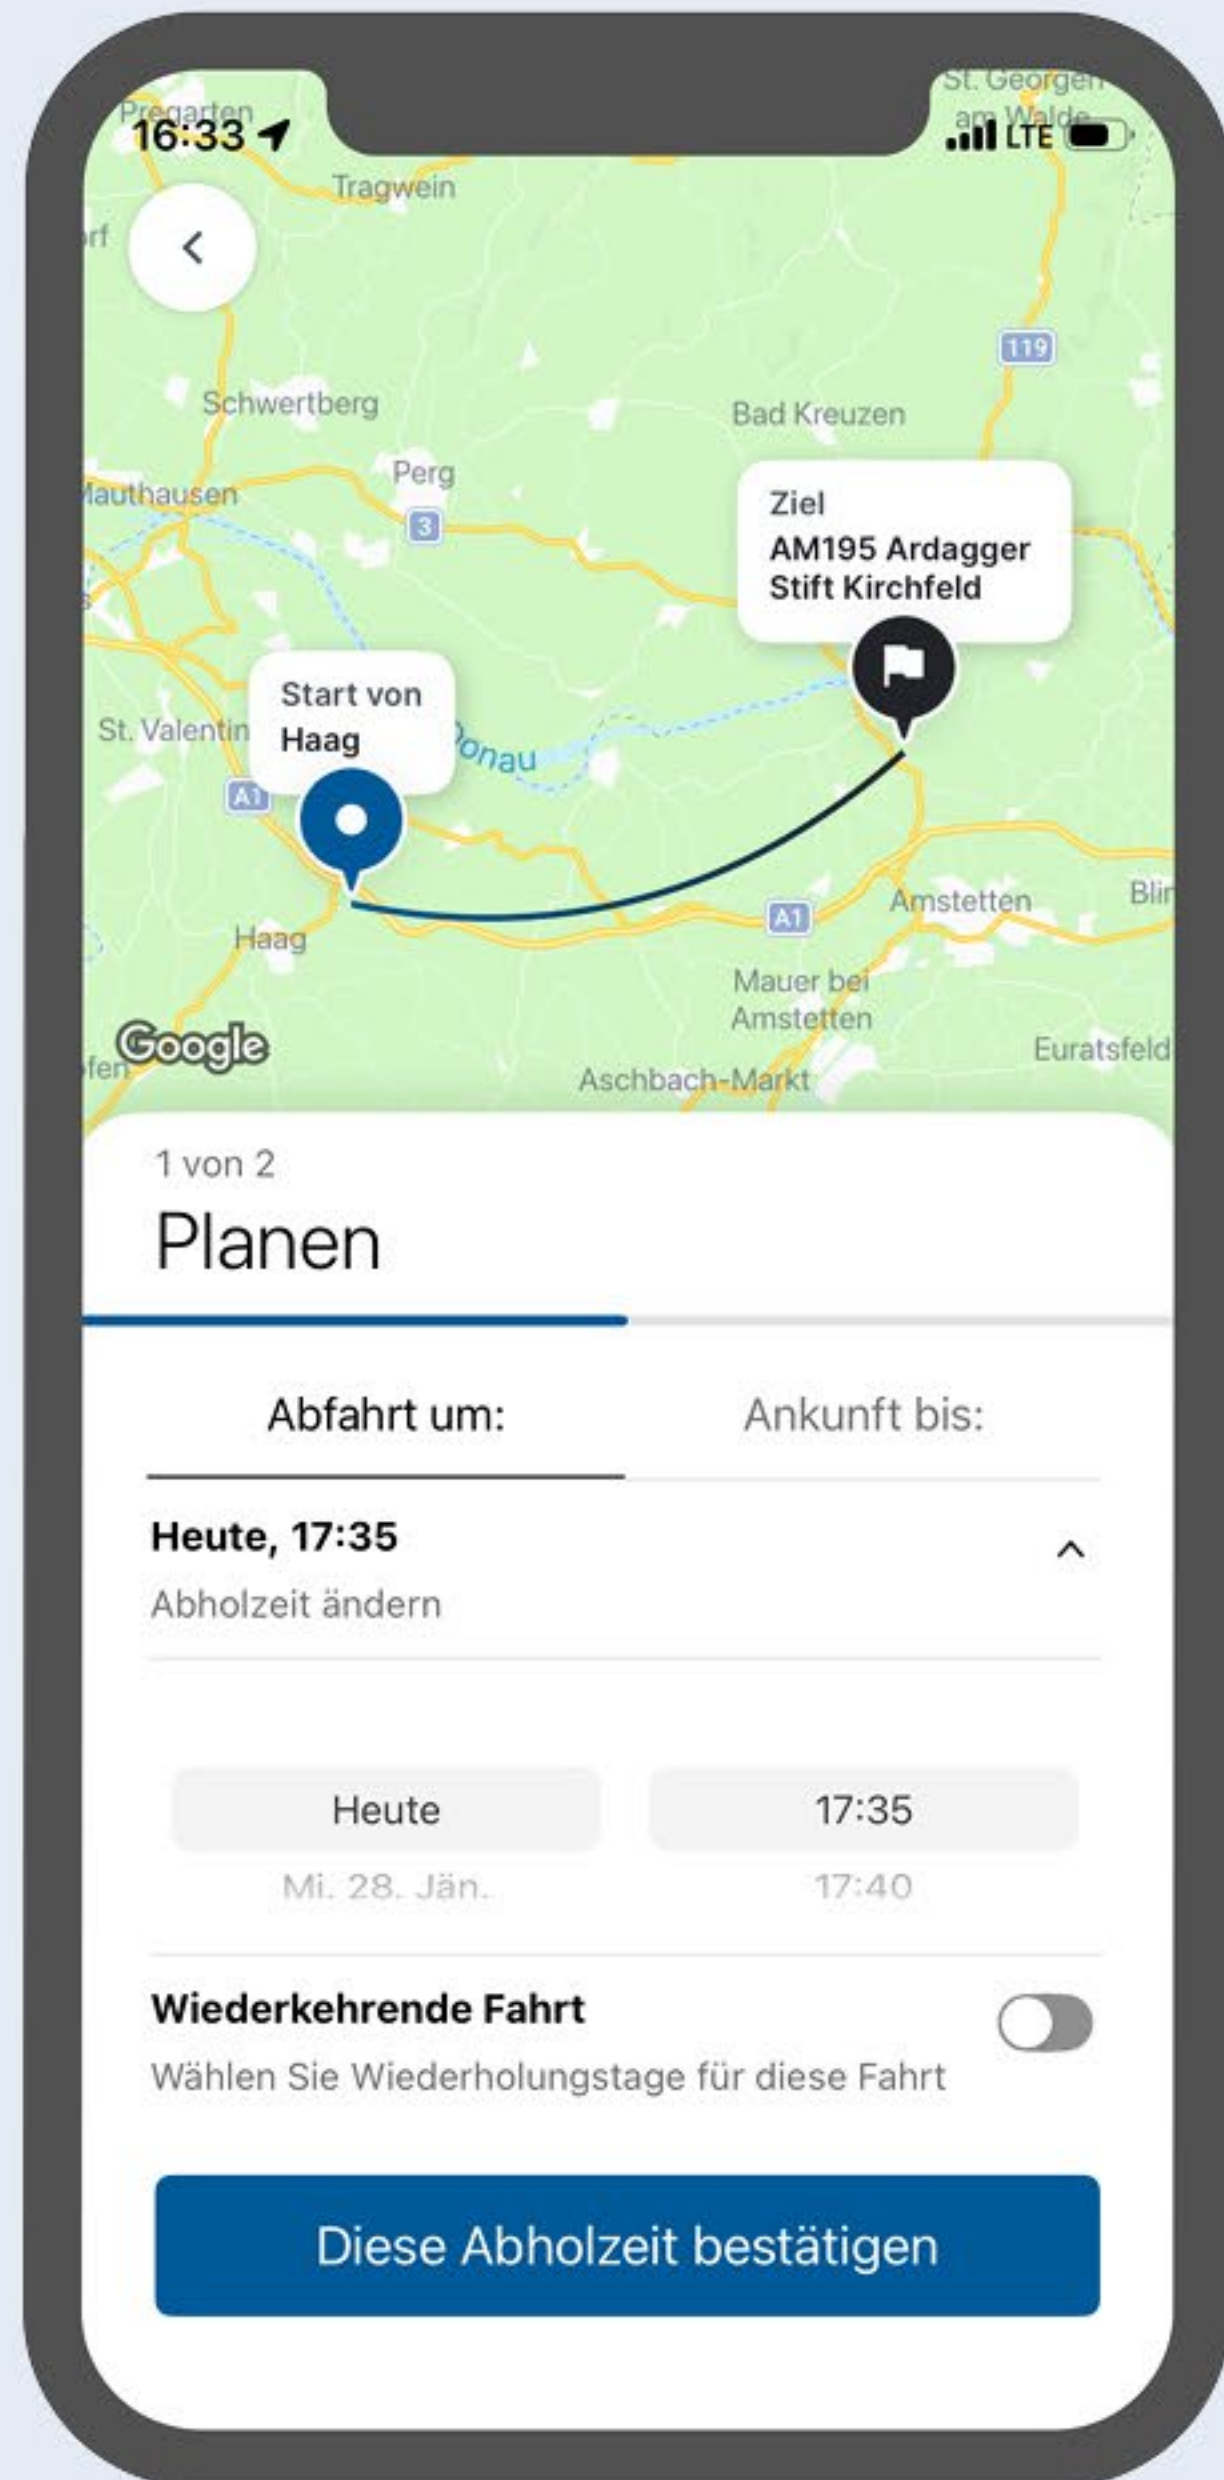 Pregarten
St. Georgen
am Walde
16:33
LTE
Tragwein
rf
119
Schwertberg
Bad Kreuzen
Perg
Mauthausen
3
Ziel
AM195 Ardagger
Stift Kirchfeld
Start von
Haag
St. Valentin
Donau
A1
Amstetten
Blin
A1
Haag
Mauer bei
Amstetten
Google
Euratsfeld
fen
Aschbach-Markt
1 von 2
Planen
Abfahrt um:
Ankunft bis:
Heute, 17:35
Abholzeit ändern
Heute
17:35
Mi. 28. Jän.
17:40
Wiederkehrende Fahrt
Wählen Sie Wiederholungstage für diese Fahrt
Diese Abholzeit bestätigen